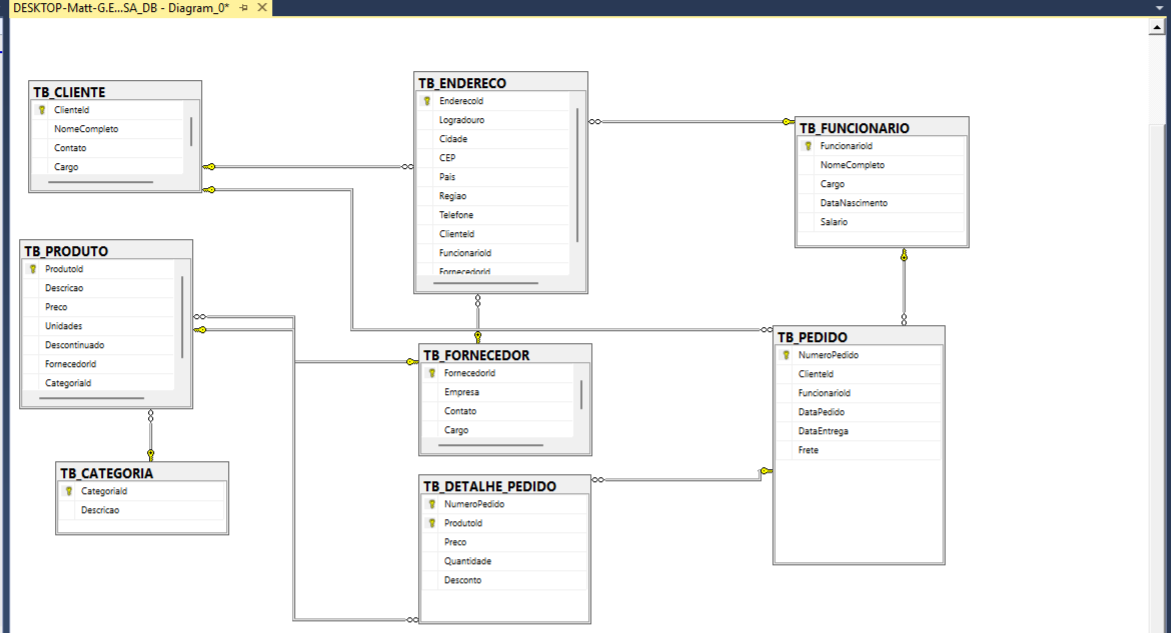 DESKTOP-Matt-G.E...SA_DB - Diagram_0*
TB_CLIENTE
ClienteId
NomeCompleto
Contato
Cargo
TB_ENDERECO
EnderecoId
Logradouro
Cidade
CEP
Pais
Regiao
Telefone
ClienteId
FuncionarioId
FornecedorId
TB_FUNCIONARIO
FuncionarioId
NomeCompleto
Cargo
DataNascimento
Salario
TB_PRODUTO
ProdutoId
Descricao
Preco
Unidades
Descontinuado
FornecedorId
CategoriaId
TB_FORNECEDOR
FornecedorId
Empresa
Contato
Cargo
TB_PEDIDO
NumeroPedido
ClienteId
FuncionarioId
DataPedido
DataEntrega
Frete
TB_CATEGORIA
CategoriaId
Descricao
TB_DETALHE_PEDIDO
NumeroPedido
ProdutoId
Preco
Quantidade
Desconto